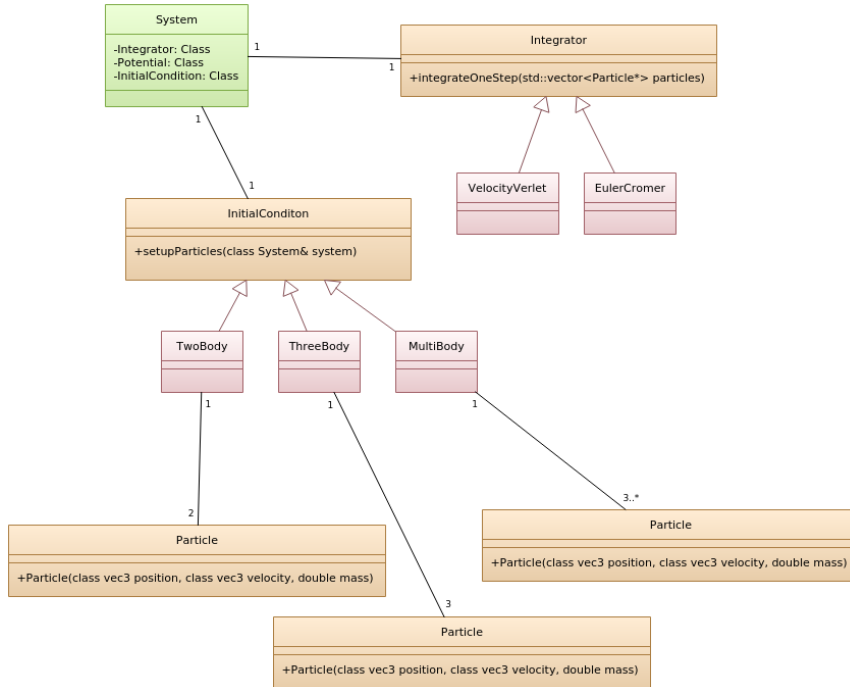 System
-Integrator: Class
-Potential: Class
-InitialCondition: Class
1
1
Integrator
+integrateOneStep(std::vector<Particle*> particles)
VelocityVerlet
EulerCromer
1
1
InitialConditon
+setupParticles(class System& system)
TwoBody
ThreeBody
MultiBody
1
1
1
2
3..*
Particle
+Particle(class vec3 position, class vec3 velocity, double mass)
Particle
+Particle(class vec3 position, class vec3 velocity, double mass)
3
Particle
+Particle(class vec3 position, class vec3 velocity, double mass)